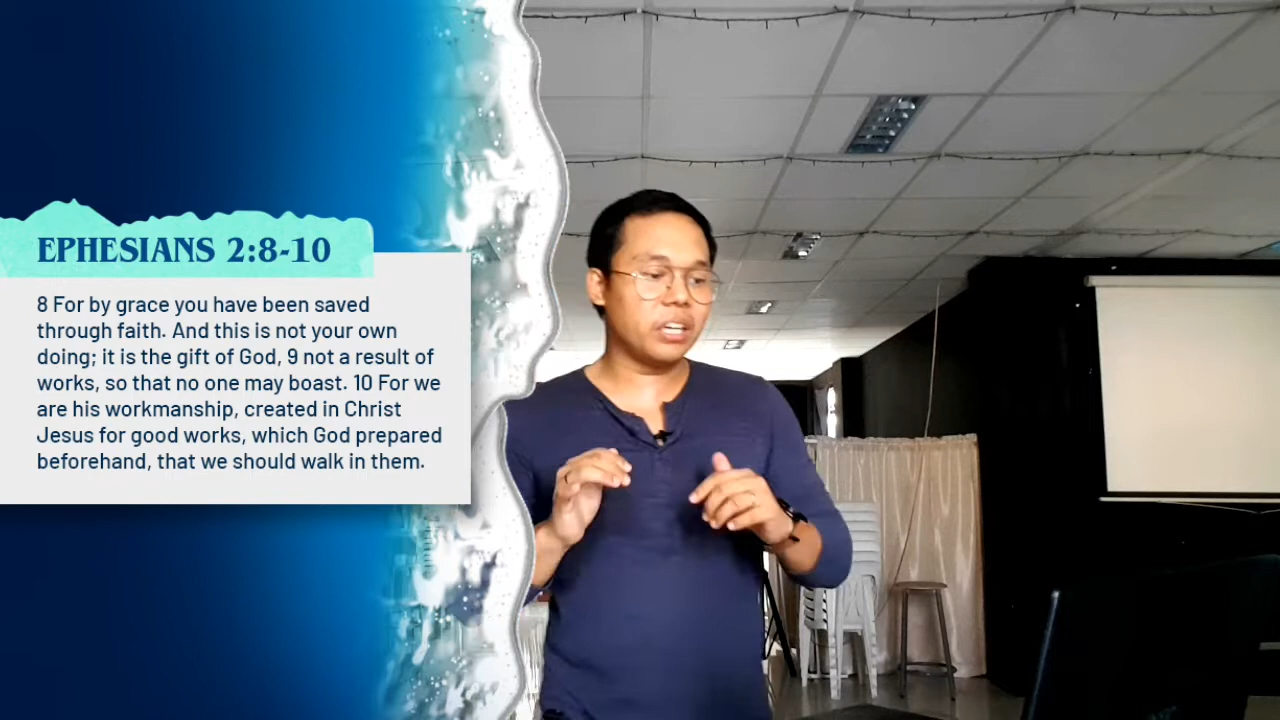 EPHESIANS 2:8-10
8 For by grace you have been saved
through faith. And this is not your own
doing; it is the gift of God, 9 not a result of
works, so that no one may boast. 10 For we
are his workmanship, created in Christ
Jesus for good works, which God prepared
beforehand, that we should walk in them.